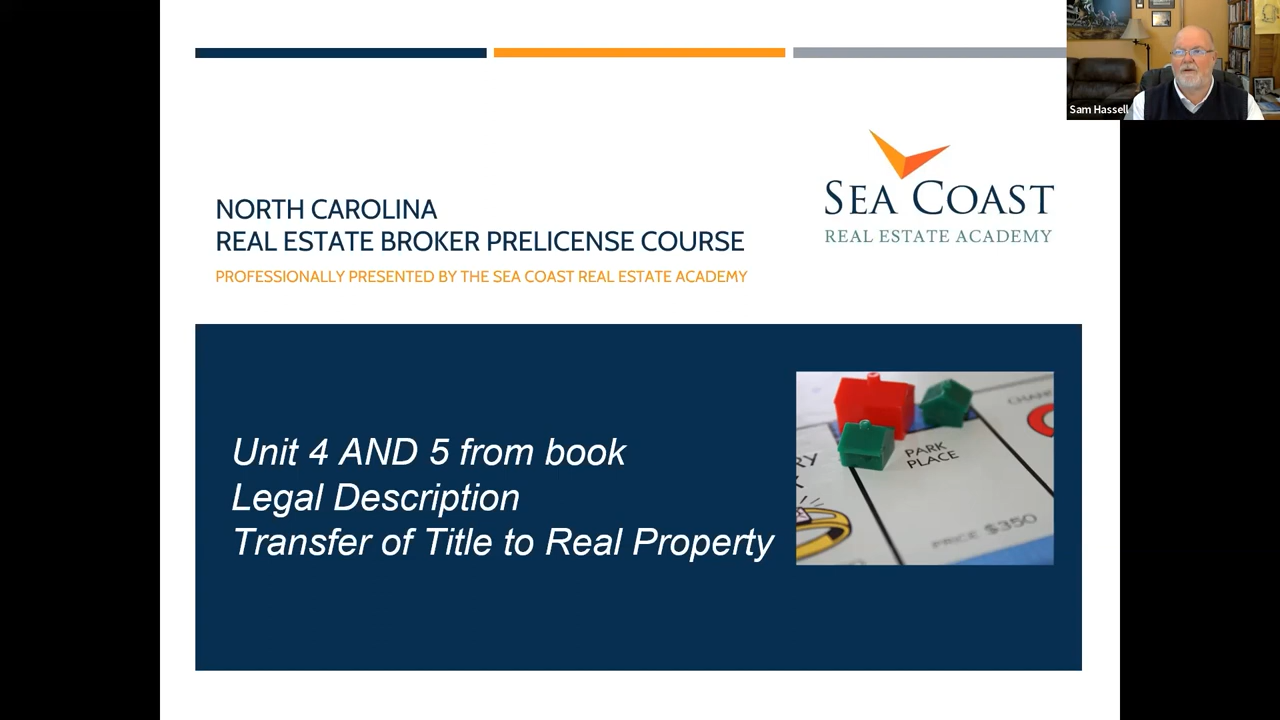 Sam Hassell
SEA COAST
REAL ESTATE ACADEMY
NORTH CAROLINA
REAL ESTATE BROKER PRELICENSE COURSE
PROFESSIONALLY PRESENTED BY THE SEA COAST REAL ESTATE ACADEMY
Unit 4 AND 5 from book
Legal Description
Transfer of Title to Real Property
PARK
PLACE
PRICE $350